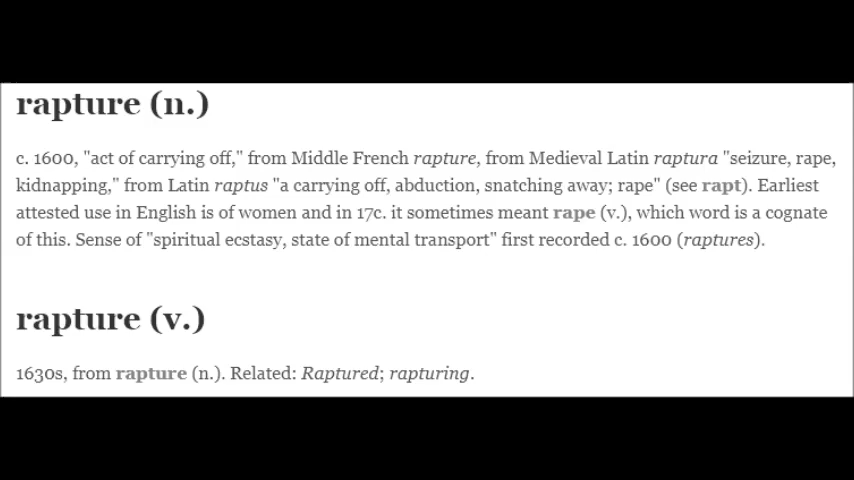 rapture (n.)
c. 1600, "act of carrying off," from Middle French rapture, from Medieval Latin raptura "seizure, rape,
kidnapping," from Latin raptus "a carrying off, abduction, snatching away; rape" (see rapt). Earliest
attested use in English is of women and in 17c. it sometimes meant rape (v.), which word is a cognate
of this. Sense of "spiritual ecstasy, state of mental transport" first recorded c. 1600 (raptures).
rapture (v.)
1630s, from rapture (n.). Related: Raptured; rapturing.